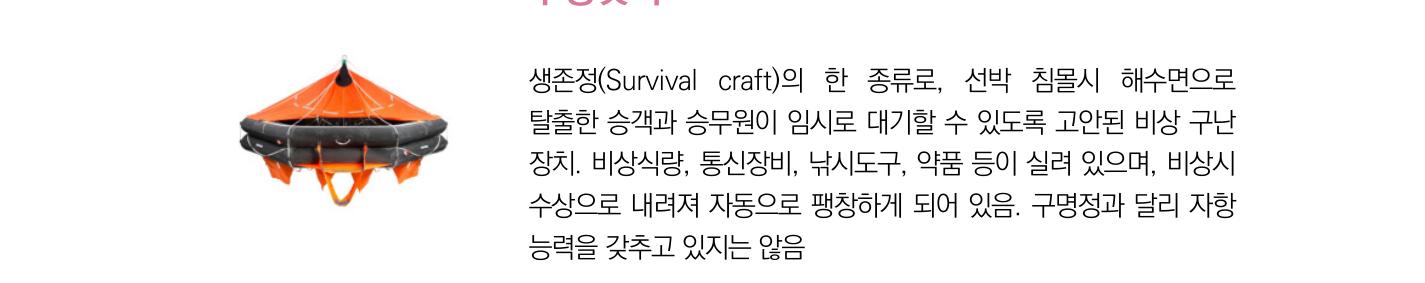 생존정(Survival craft)의 한 종류로, 선박 침몰시 해수면으로
탈출한 승객과 승무원이 임시로 대기할 수 있도록 고안된 비상 구난
장치. 비상식량, 통신장비, 낚시도구, 약품 등이 실려 있으며, 비상시
수상으로 내려져 자동으로 팽창하게 되어 있음. 구명정과 달리 자항
능력을 갖추고 있지는 않음